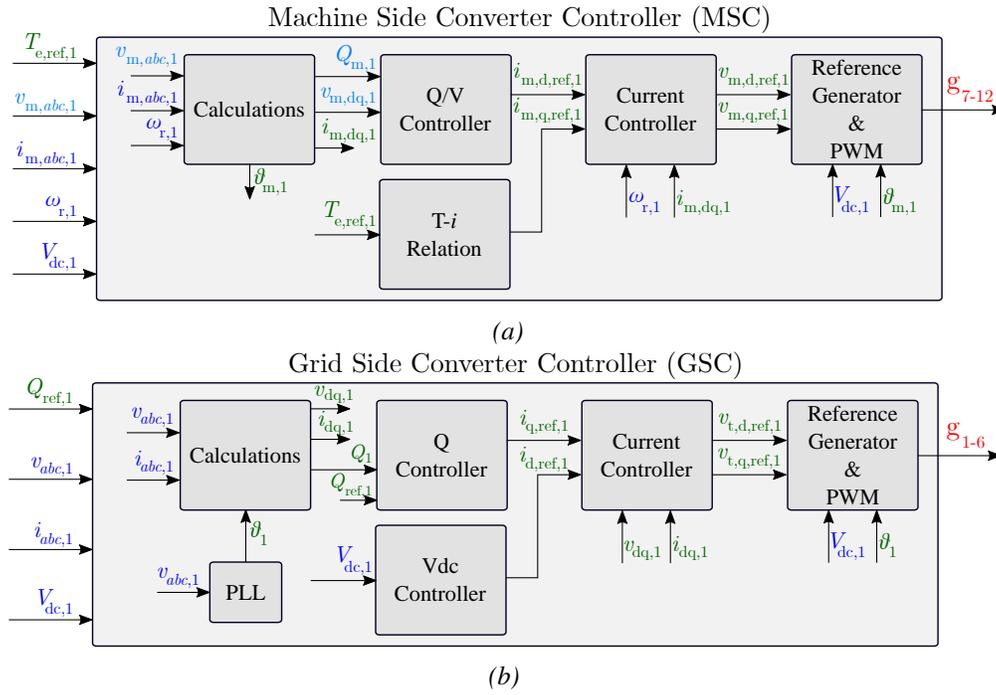 Machine Side Converter Controller (MSC)
T_e,ref,1
v_m,abc,1
i_m,abc,1
ω_r,1
V_dc,1
v_m,abc,1
i_m,abc,1
ω_r,1
Calculations
ϑ_m,1
Q_m,1
v_m,dq,1
i_m,dq,1
Q/V
Controller
T_e,ref,1
T-i
Relation
i_m,d,ref,1
i_m,q,ref,1
Current
Controller
ω_r,1
i_m,dq,1
v_m,d,ref,1
v_m,q,ref,1
Reference
Generator
&
PWM
V_dc,1
ϑ_m,1
g_7-12
(a)
Grid Side Converter Controller (GSC)
Q_ref,1
v_abc,1
i_abc,1
V_dc,1
v_abc,1
i_abc,1
Calculations
ϑ_1
v_abc,1
PLL
v_dq,1
i_dq,1
Q_1
Q_ref,1
Q
Controller
V_dc,1
Vdc
Controller
i_q,ref,1
i_d,ref,1
Current
Controller
v_dq,1
i_dq,1
v_t,d,ref,1
v_t,q,ref,1
Reference
Generator
&
PWM
V_dc,1
ϑ_1
g_1-6
(b)